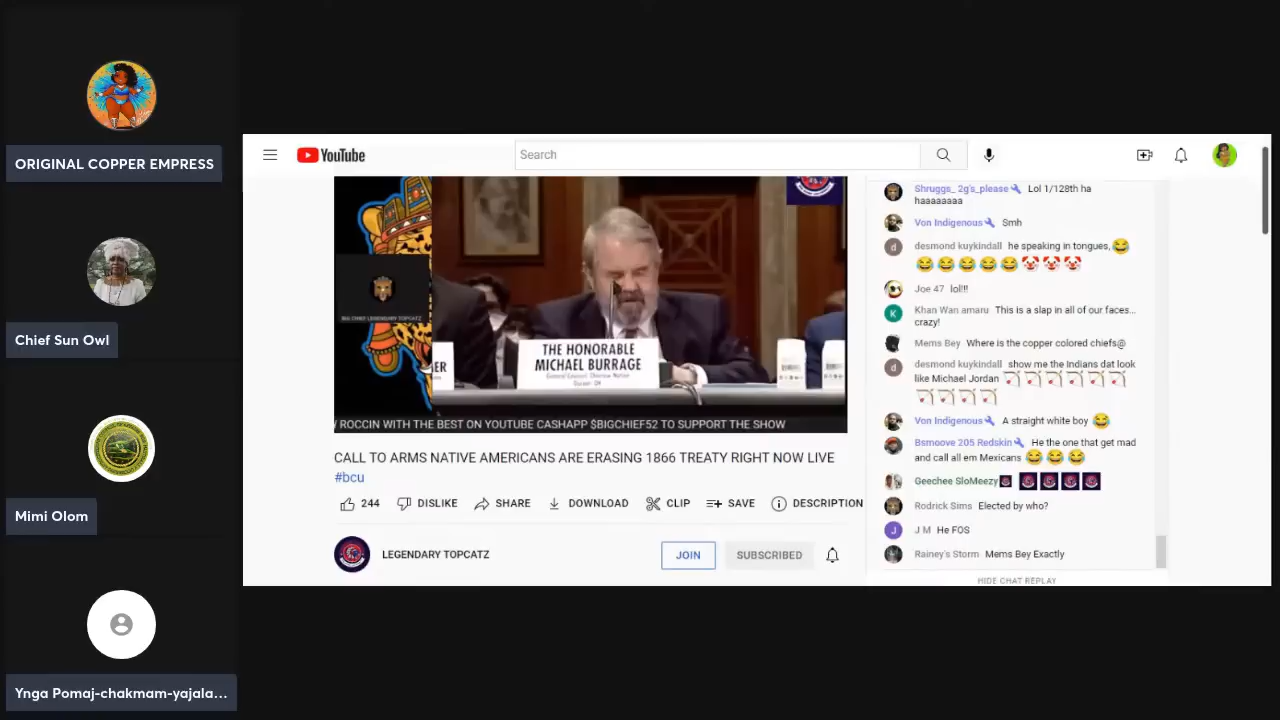 ORIGINAL COPPER EMPRESS
Chief Sun Owl
Mimi Olom
Ynga Pomaj-chakmam-yajala...
YouTube
Search
THE HONORABLE
MICHAEL BURRAGE
BIG CHIEF LEGENDARY TOPCATZ
ROCCIN WITH THE BEST ON YOUTUBE CASHAPP $BIGCHIEF52 TO SUPPORT THE SHOW
CALL TO ARMS NATIVE AMERICANS ARE ERASING 1866 TREATY RIGHT NOW LIVE
#bcu
244 DISLIKE SHARE DOWNLOAD CLIP SAVE DESCRIPTION
LEGENDARY TOPCATZ
JOIN SUBSCRIBED
Shruggs_ 2g's_please Lol 1/128th ha
haaaaaaaa
Von Indigenous Smh
d desmond kuykindall he speaking in tongues, 😂
😂😂😂😂😂🤡🤡🤡
Joe 47 lol!!!
K Khan Wan amaru This is a slap in all of our faces...
crazy!
Mems Bey Where is the copper colored chiefs@
d desmond kuykindall show me the Indians dat look
like Michael Jordan 🏹🏹🏹🏹🏹🏹
🏹🏹🏹🏹
Von Indigenous A straight white boy 😂
Bsmoove 205 Redskin He the one that get mad
and call all em Mexicans 😂😂😂
Geechee SloMeezy
Rodrick Sims Elected by who?
J J M He FOS
Rainey's Storm Mems Bey Exactly
HIDE CHAT REPLAY